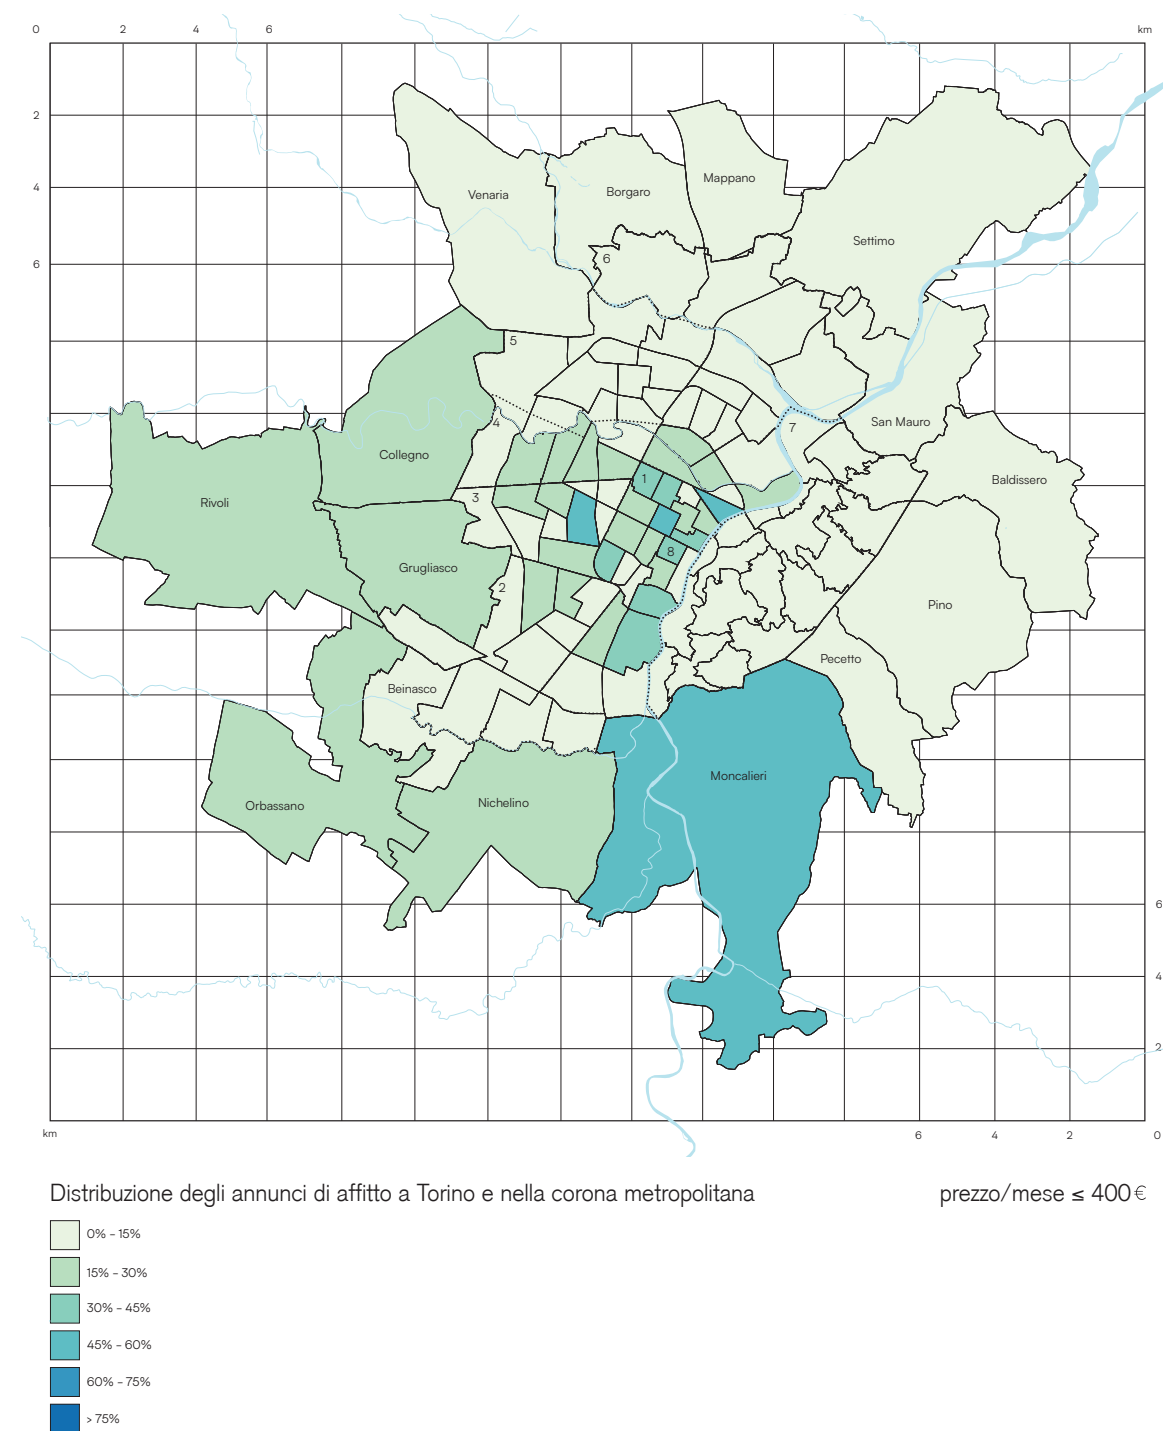 0 2 4 6 km
2
Mappano
4
Venaria
Borgaro
Settimo
6
6
5
4
San Mauro
7
Collegno
1
Baldissero
3
Rivoli
8
Grugliasco
2
Pino
Pecetto
Beinasco
Moncalieri
Nichelino
Orbassano
6
4
2
km 6 4 2 0
Distribuzione degli annunci di affitto a Torino e nella corona metropolitana
prezzo/mese ≤ 400 €
0% - 15%
15% - 30%
30% - 45%
45% - 60%
60% - 75%
> 75%